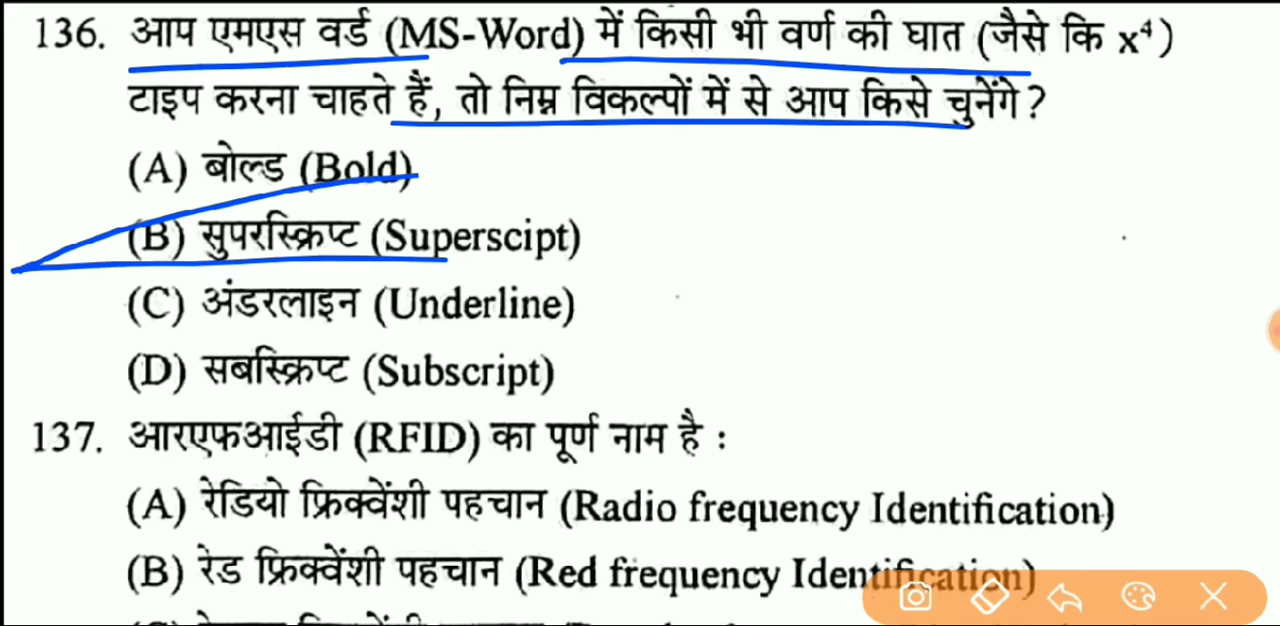 136. आप एमएस वर्ड (MS-Word) में किसी भी वर्ण की घात (जैसे कि x⁴)
टाइप करना चाहते हैं, तो निम्न विकल्पों में से आप किसे चुनेंगे?
(A) बोल्ड (Bold)
(B) सुपरस्क्रिप्ट (Superscipt)
(C) अंडरलाइन (Underline)
(D) सबस्क्रिप्ट (Subscript)
137. आरएफआईडी (RFID) का पूर्ण नाम है :
(A) रेडियो फ्रिक्वेंशी पहचान (Radio frequency Identification)
(B) रेड फ्रिक्वेंशी पहचान (Red frequency Identification)